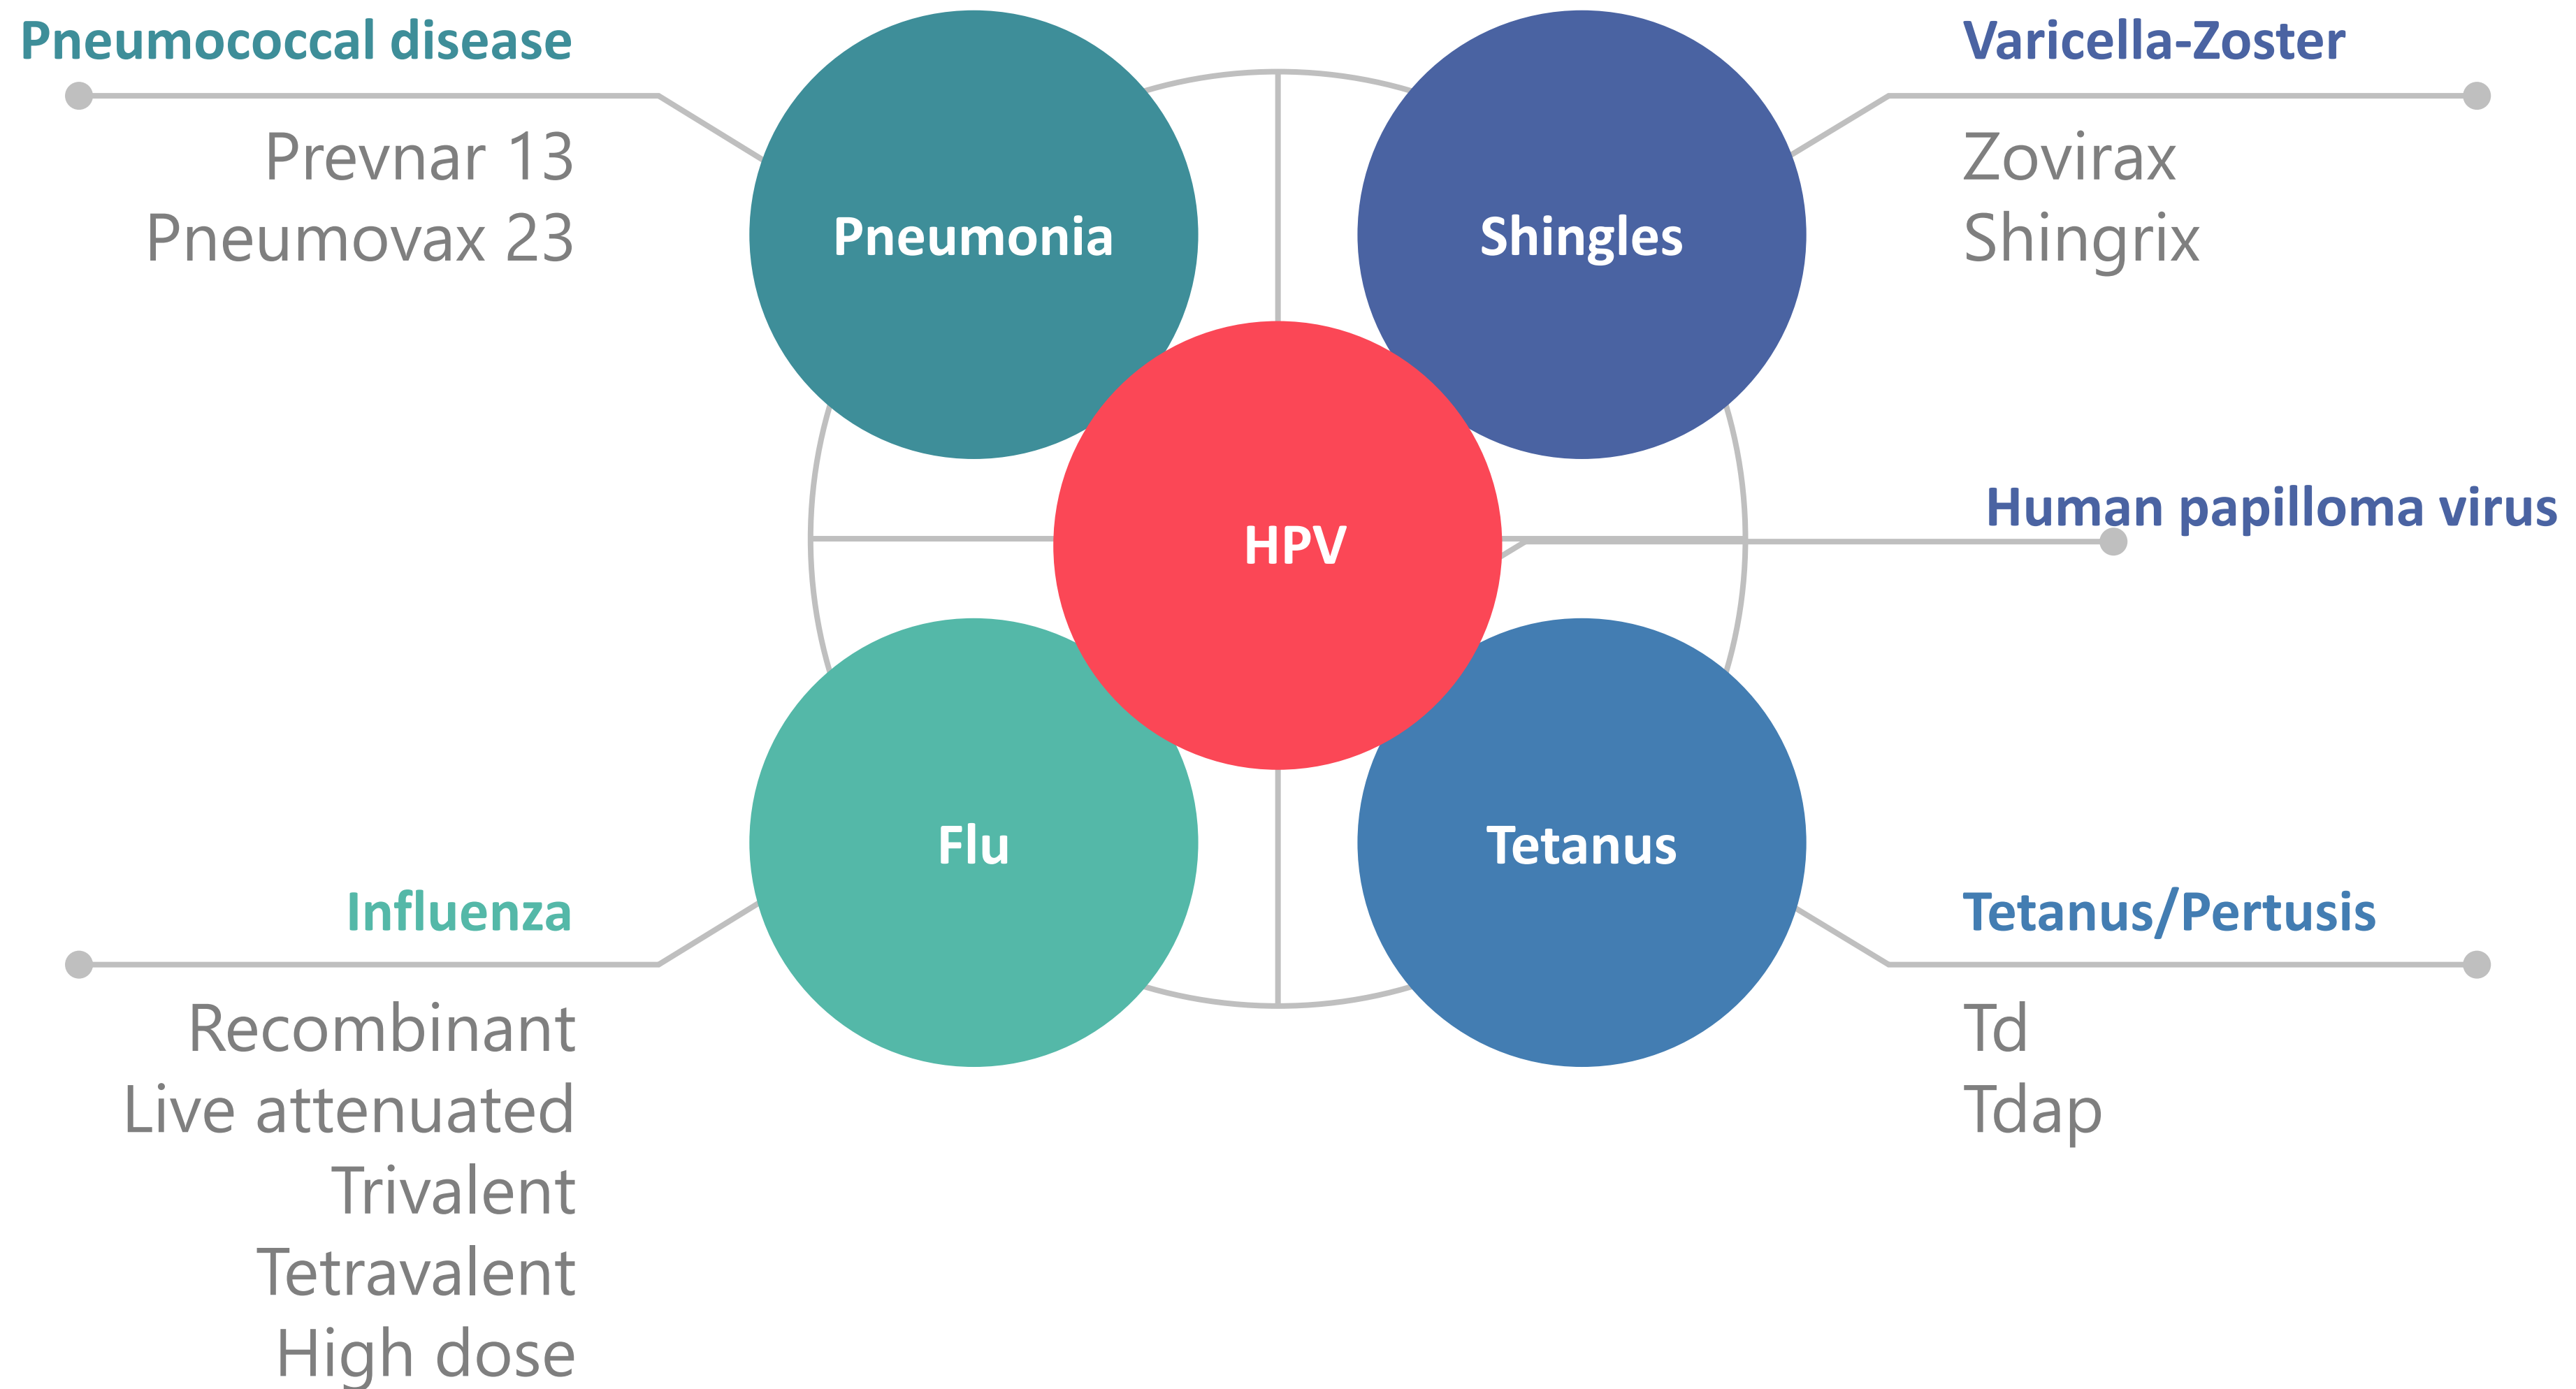 Pneumococcal disease
Prevnar 13
Pneumovax 23
Pneumonia
Shingles
Varicella-Zoster
Zovirax
Shingrix
HPV
Human papilloma virus
Flu
Tetanus
Influenza
Recombinant
Live attenuated
Trivalent
Tetravalent
High dose
Tetanus/Pertusis
Td
Tdap